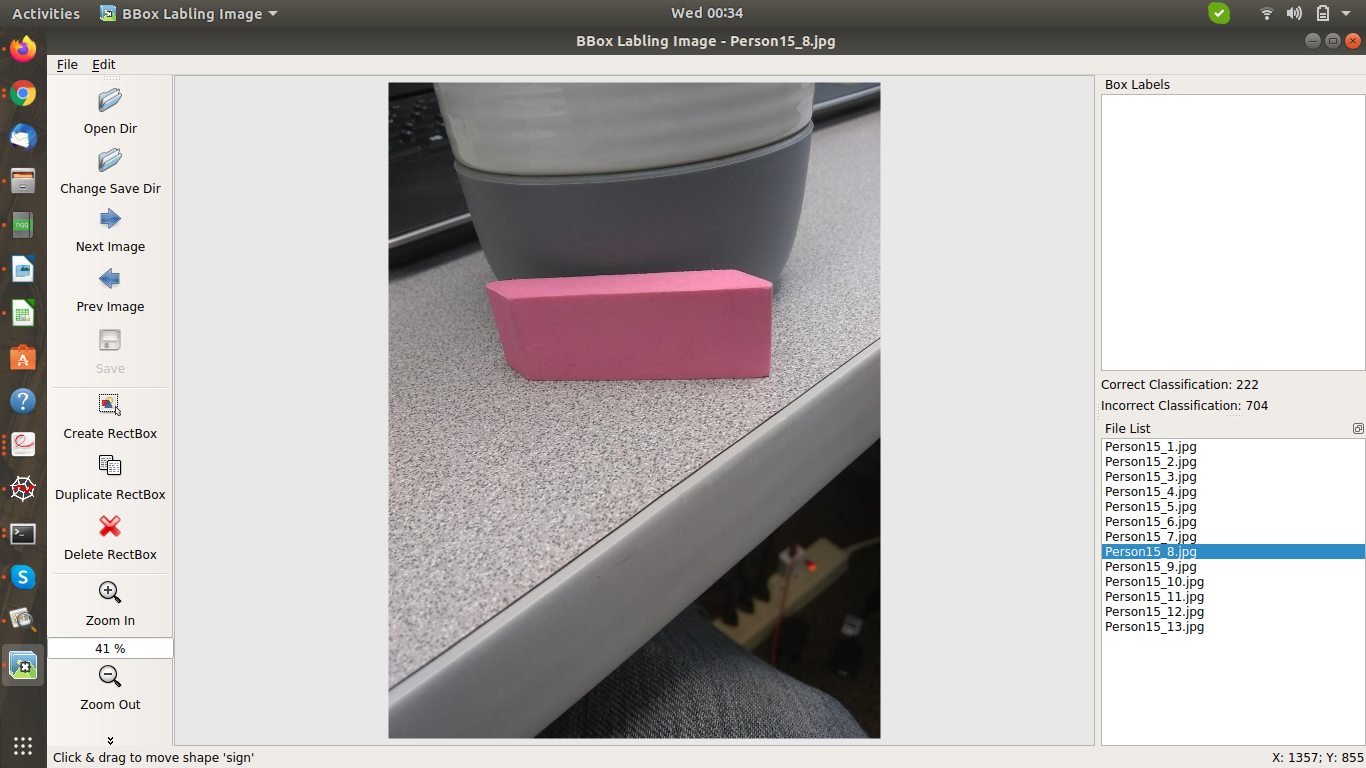 Activities
BBox Labling Image
Wed 00:34
BBox Labling Image - Person15_8.jpg
File
Edit
Open Dir
Change Save Dir
Next Image
Prev Image
Save
Create RectBox
Duplicate RectBox
Delete RectBox
Zoom In
41 %
Zoom Out
Box Labels
Correct Classification: 222
Incorrect Classification: 704
File List
Person15_1.jpg
Person15_2.jpg
Person15_3.jpg
Person15_4.jpg
Person15_5.jpg
Person15_6.jpg
Person15_7.jpg
Person15_8.jpg
Person15_9.jpg
Person15_10.jpg
Person15_11.jpg
Person15_12.jpg
Person15_13.jpg
Click & drag to move shape 'sign'
X: 1357; Y: 855